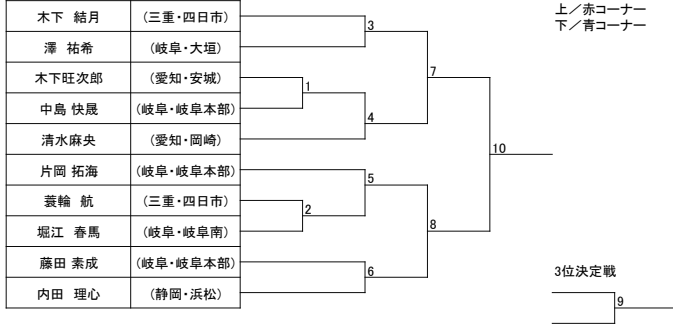 木下 結月 (三重・四日市)
澤 祐希 (岐阜・大垣)
木下旺次郎 (愛知・安城)
中島 快晟 (岐阜・岐阜本部)
清水麻央 (愛知・岡崎)
片岡 拓海 (岐阜・岐阜本部)
蓑輪 航 (三重・四日市)
堀江 春馬 (岐阜・岐阜南)
藤田 素成 (岐阜・岐阜本部)
内田 理心 (静岡・浜松)
3
1
4
7
5
2
6
8
10
上／赤コーナー
下／青コーナー
3位決定戦
9